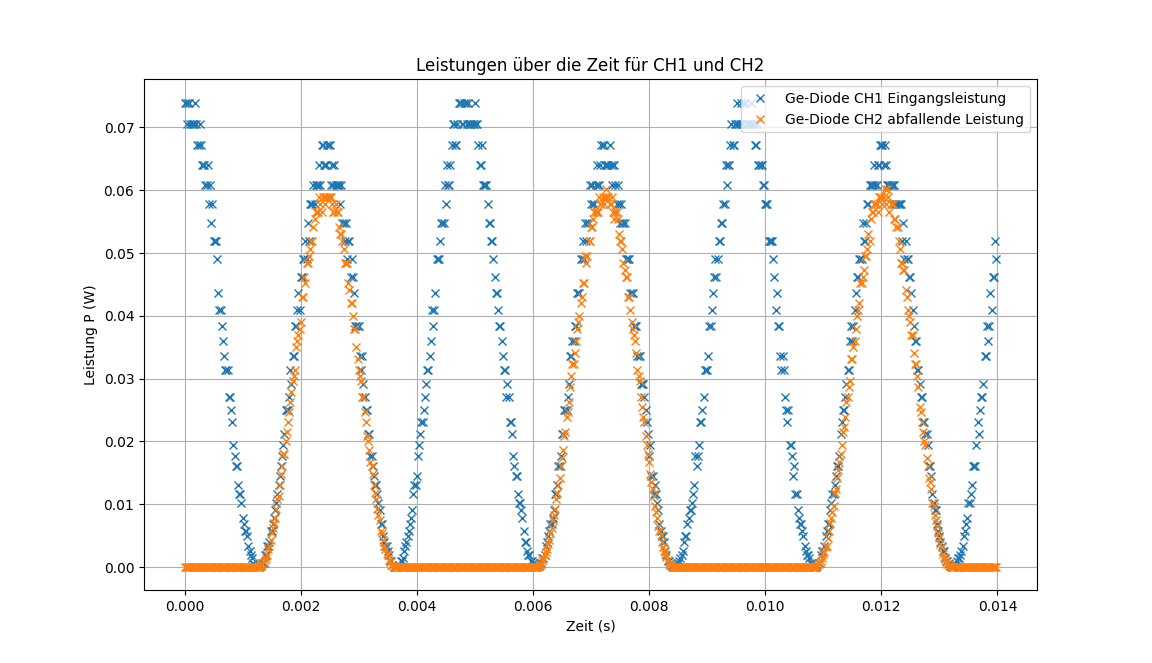 Leistungen über die Zeit für CH1 und CH2
Ge-Diode CH1 Eingangsleistung
Ge-Diode CH2 abfallende Leistung
Leistung P (W)
0.07
0.06
0.05
0.04
0.03
0.02
0.01
0.00
0.000 0.002 0.004 0.006 0.008 0.010 0.012 0.014
Zeit (s)